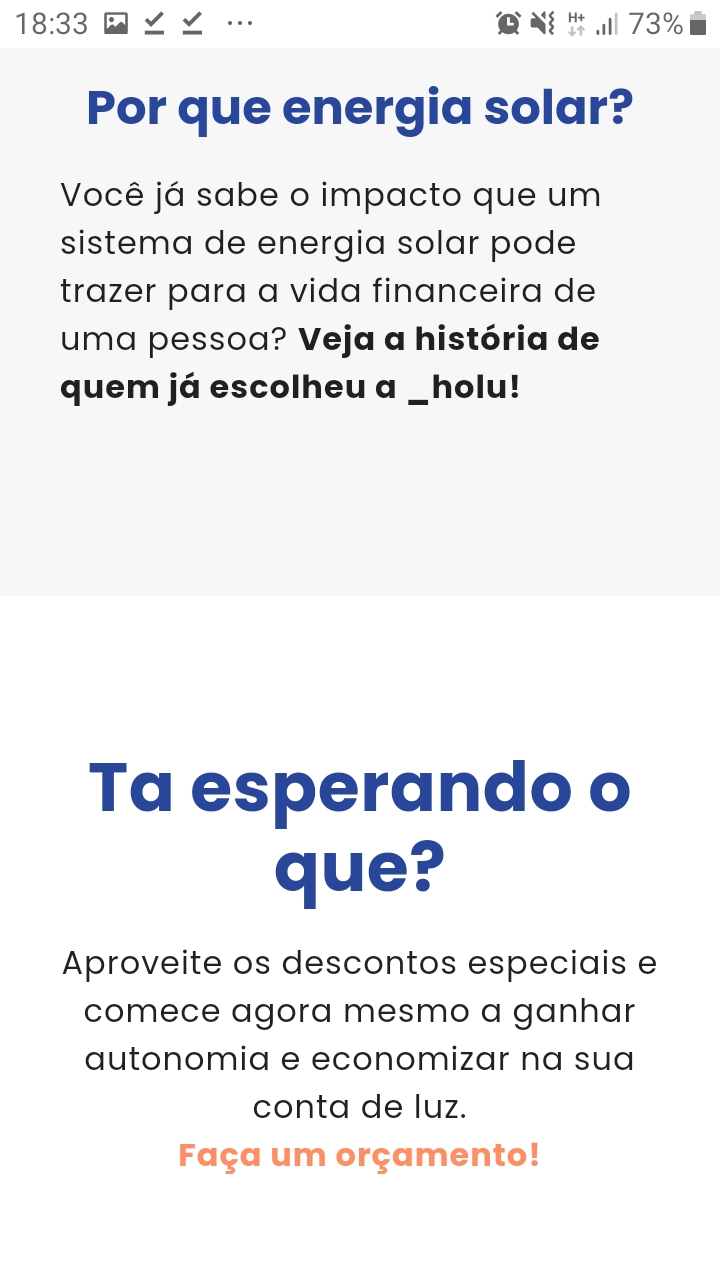 18:33 ... H+ 73%
Por que energia solar?
Você já sabe o impacto que um
sistema de energia solar pode
trazer para a vida financeira de
uma pessoa? Veja a história de
quem já escolheu a _holu!
Ta esperando o
que?
Aproveite os descontos especiais e
comece agora mesmo a ganhar
autonomia e economizar na sua
conta de luz.
Faça um orçamento!